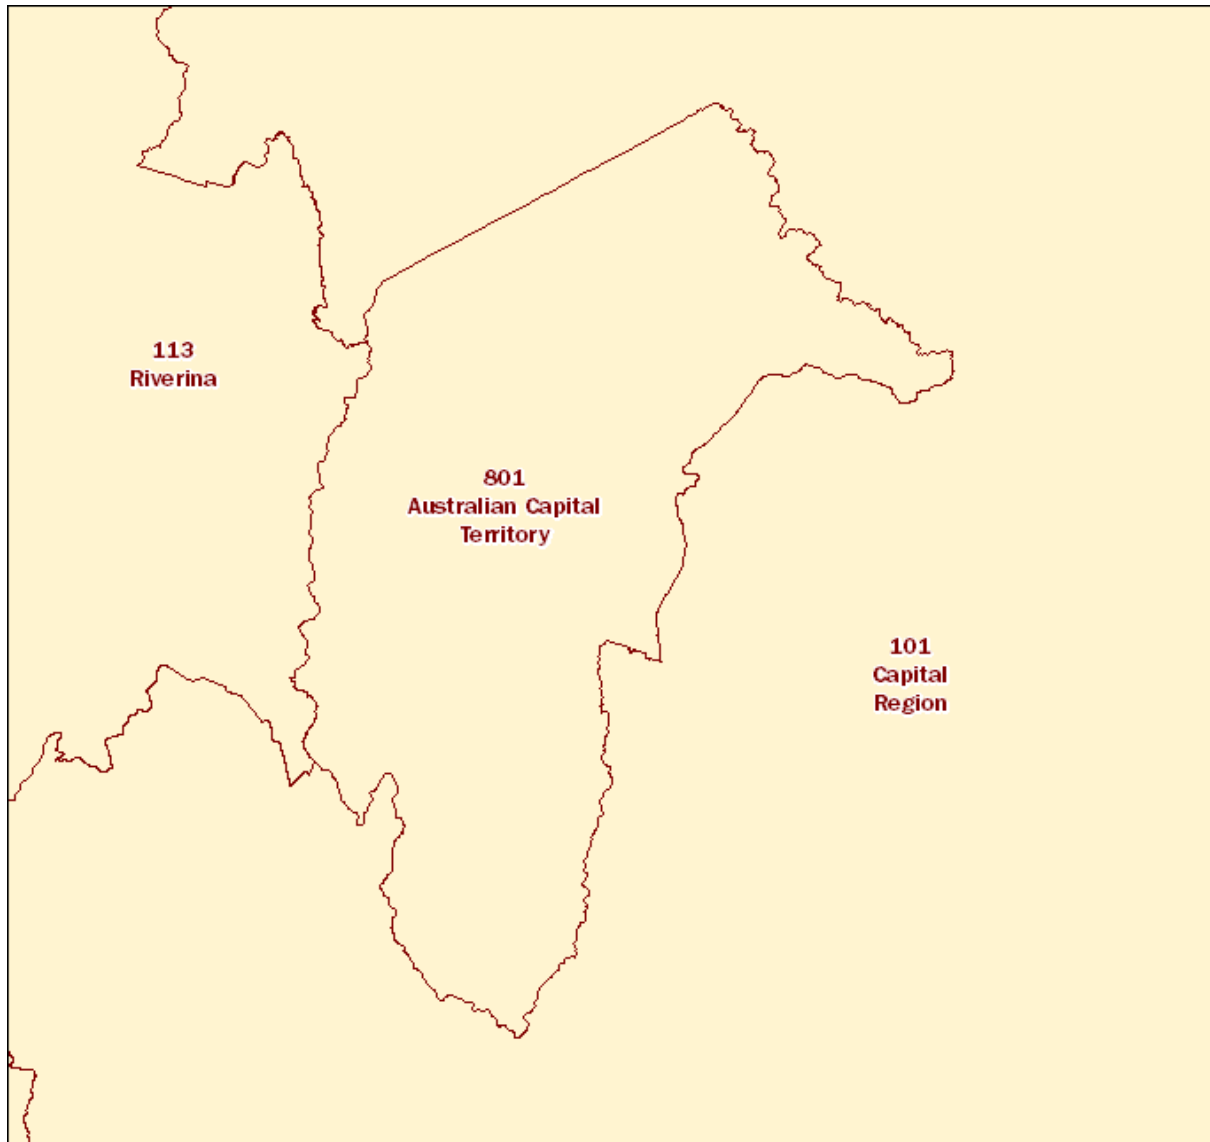 113
Riverina
801
Australian Capital
Territory
101
Capital
Region